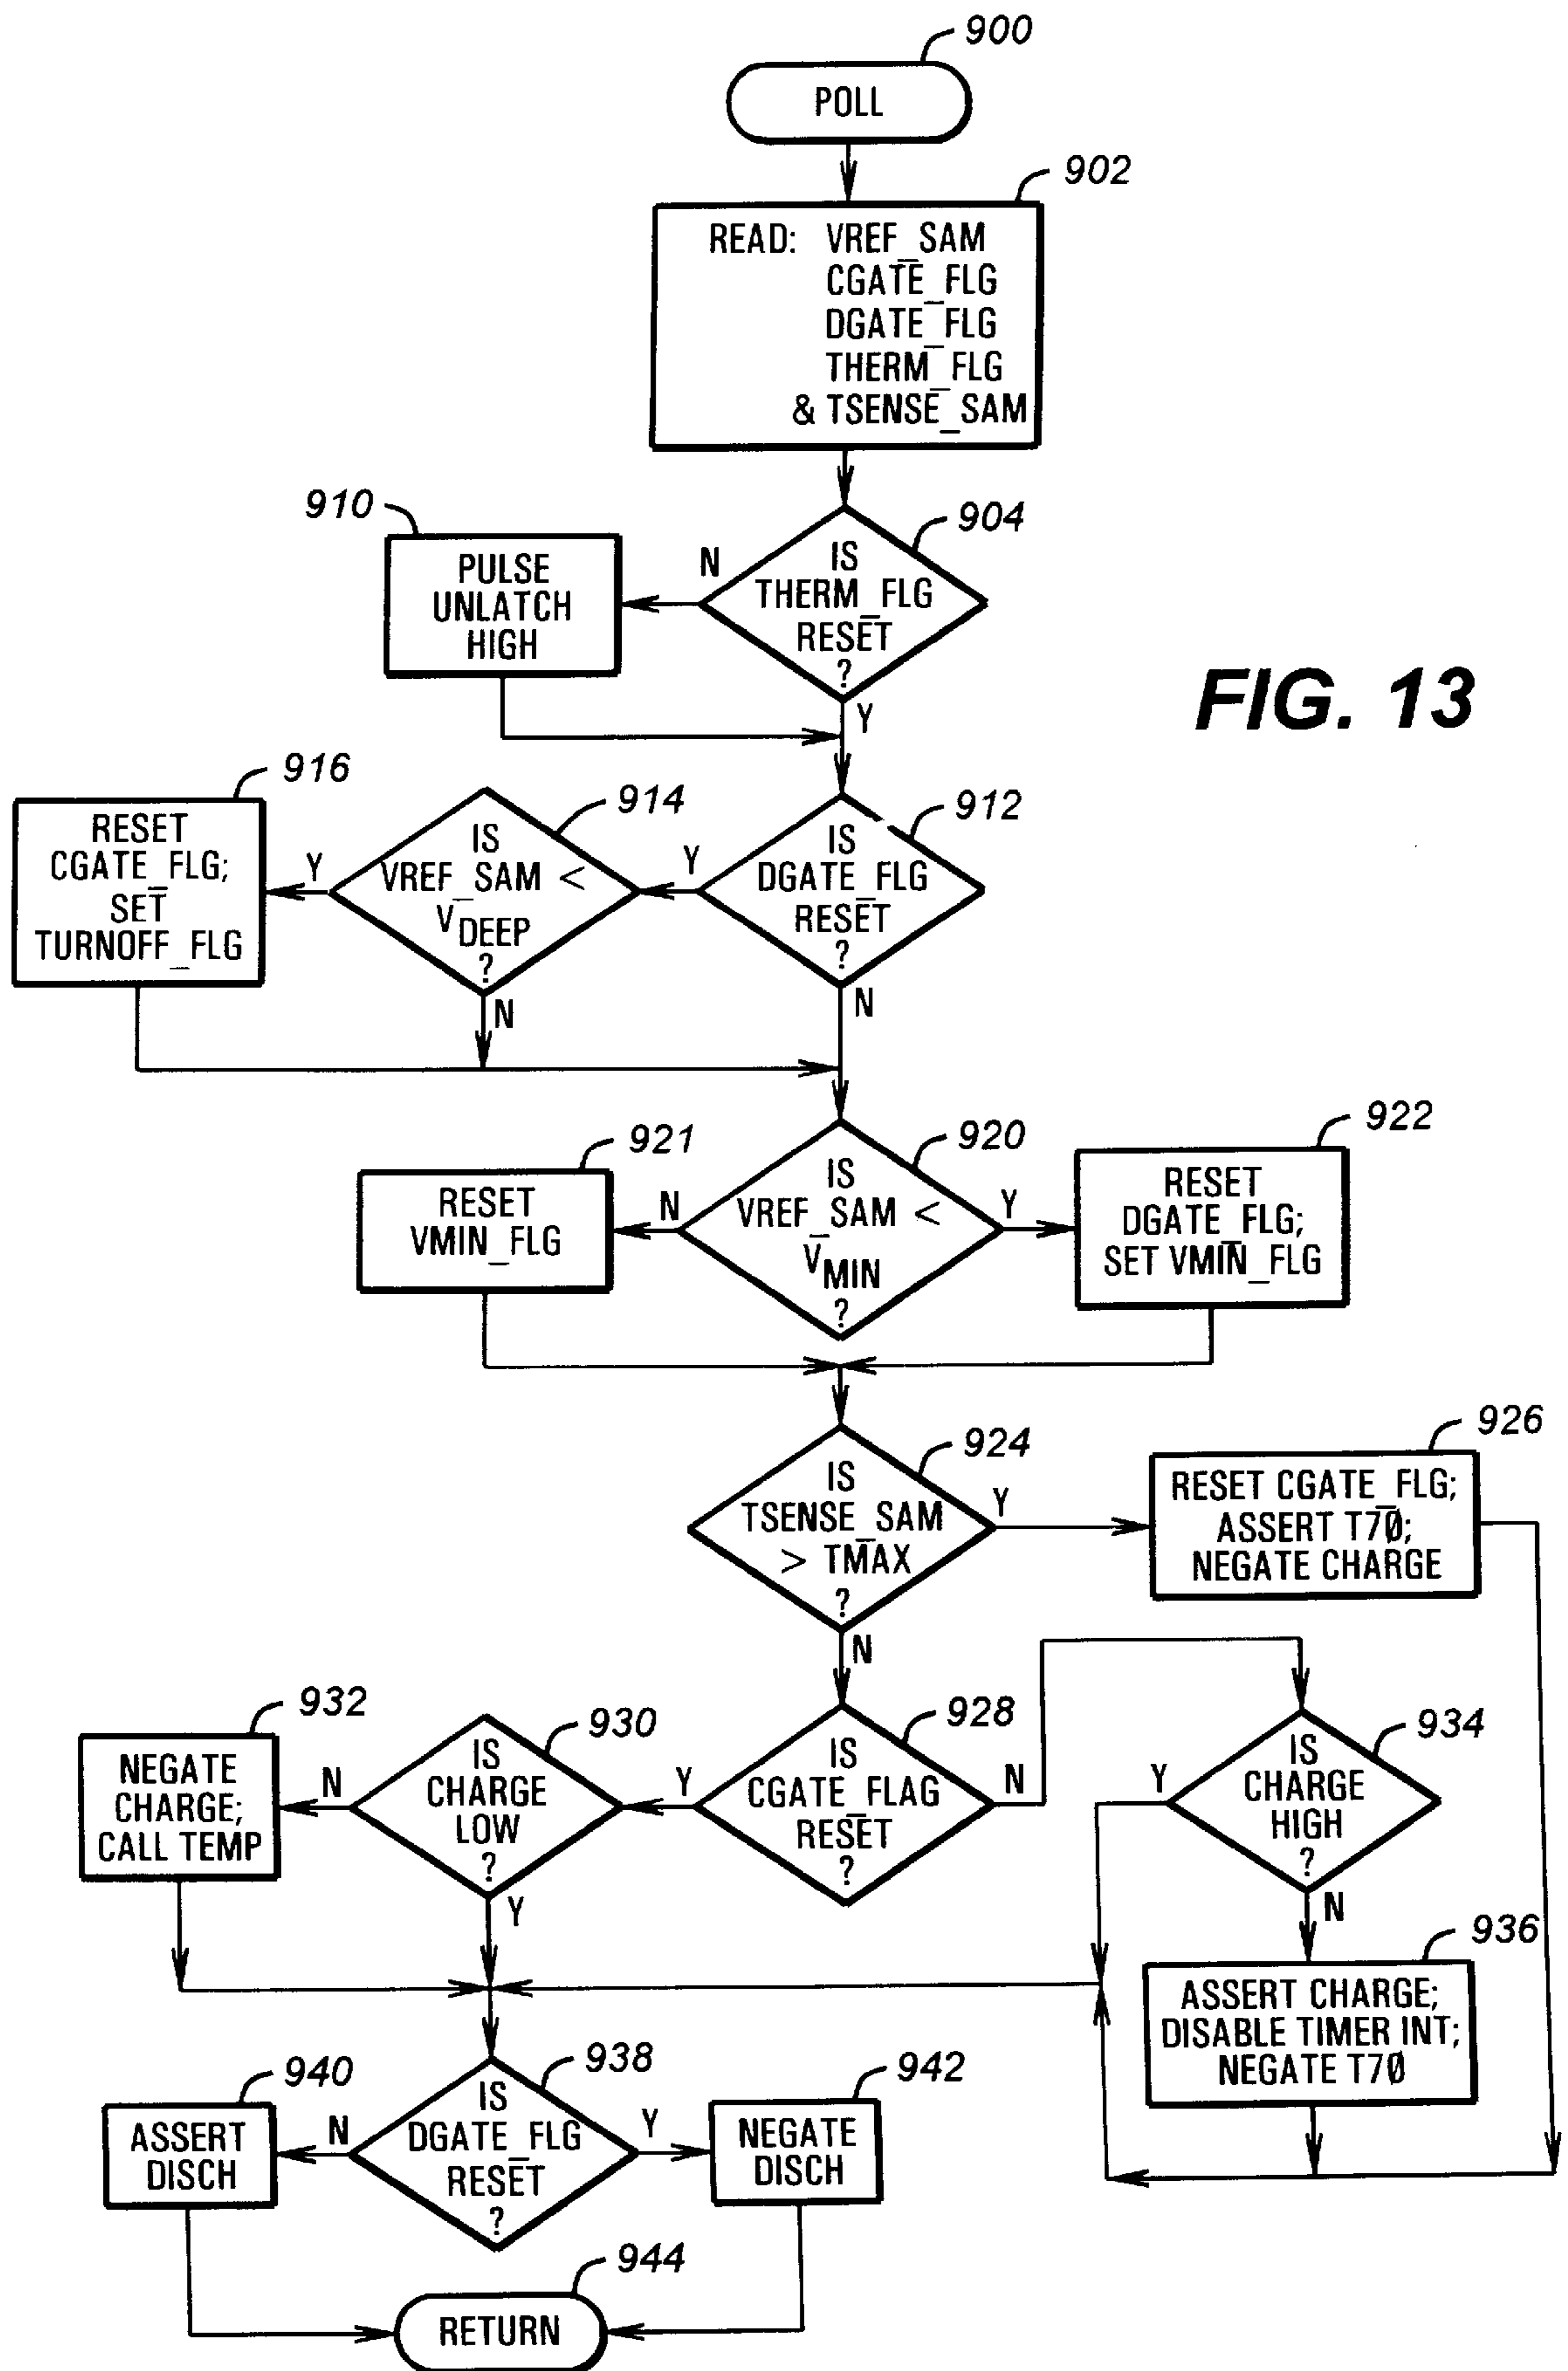 900
POLL
902
READ: VREF_SAM
CGATE_FLG
DGATE_FLG
THERM_FLG
& TSENSE_SAM
910
904
PULSE
UNLATCH
HIGH
N
IS
THERM_FLG
RESET
?
Y
FIG. 13
916
914
912
RESET
CGATE_FLG;
SET
TURNOFF_FLG
Y
IS
VREF_SAM <
VDEEP
?
N
Y
IS
DGATE_FLG
RESET
?
N
921
920
922
RESET
VMIN_FLG
N
IS
VREF_SAM <
VMIN
?
Y
RESET
DGATE_FLG;
SET VMIN_FLG
924
926
IS
TSENSE_SAM
> TMAX
?
Y
N
RESET CGATE_FLG;
ASSERT T7Ø;
NEGATE CHARGE
932
930
928
934
NEGATE
CHARGE;
CALL TEMP
N
IS
CHARGE
LOW
?
Y
Y
IS
CGATE_FLAG
RESET
?
N
Y
IS
CHARGE
HIGH
?
N
936
ASSERT CHARGE;
DISABLE TIMER INT;
NEGATE T7Ø
940
938
942
ASSERT
DISCH
N
IS
DGATE_FLG
RESET
?
Y
NEGATE
DISCH
944
RETURN